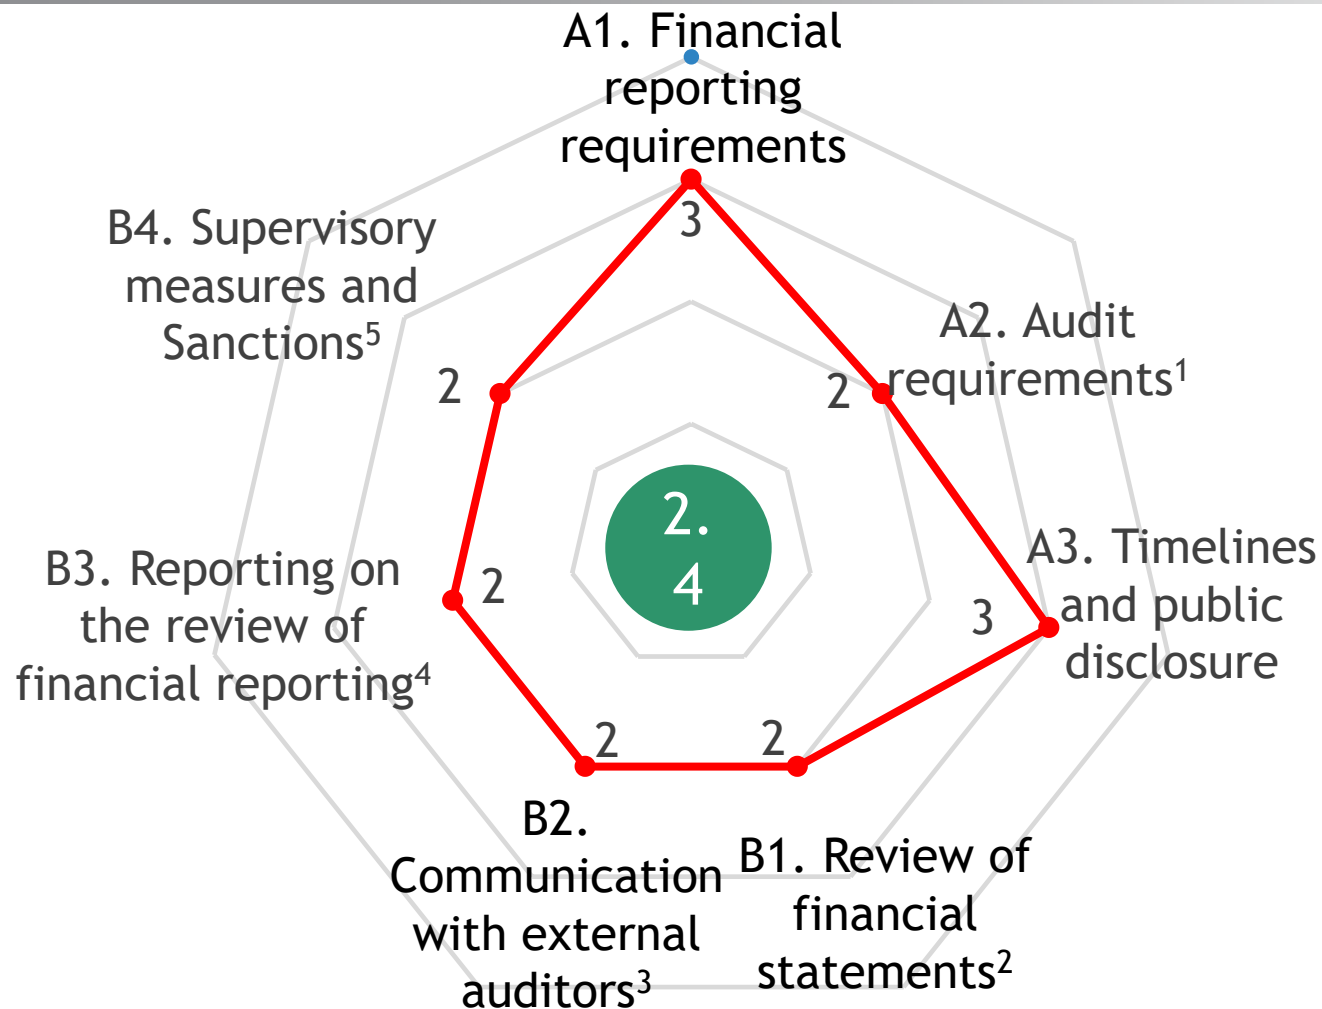 A1. Financial
reporting
requirements
3
B4. Supervisory
measures and
Sanctions⁵
2
A2. Audit
requirements¹
2
2.
4
A3. Timelines
and public
disclosure
3
B3. Reporting on
the review of
financial reporting⁴
2
2
2
B2.
Communication
with external
auditors³
B1. Review of
financial
statements²